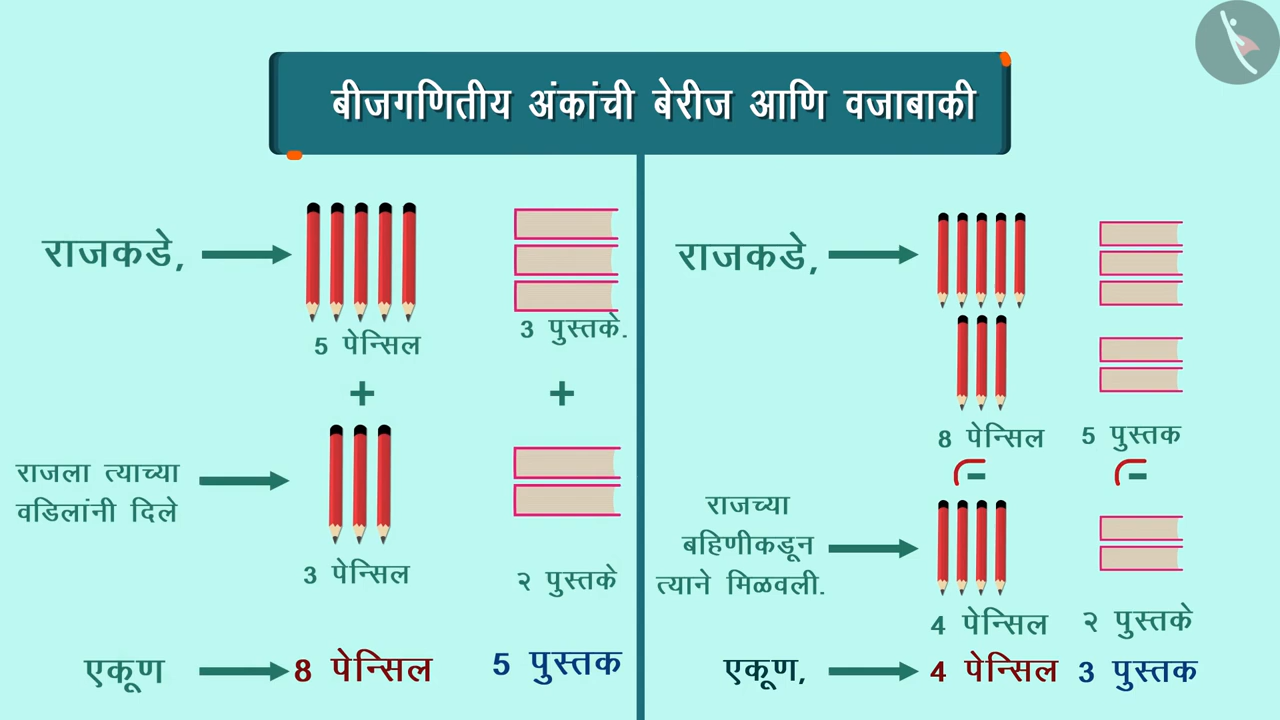 बीजगणितीय अंकांची बेरीज आणि वजाबाकी
राजकडे,
5 पेन्सिल
3 पुस्तके.
+ +
राजला त्याच्या
वडिलांनी दिले
3 पेन्सिल
२ पुस्तके
एकूण
8 पेन्सिल
5 पुस्तक
राजकडे,
8 पेन्सिल
5 पुस्तक
- -
राजच्या
बहिणीकडून
त्याने मिळवली.
4 पेन्सिल
२ पुस्तके
एकूण,
4 पेन्सिल
3 पुस्तक